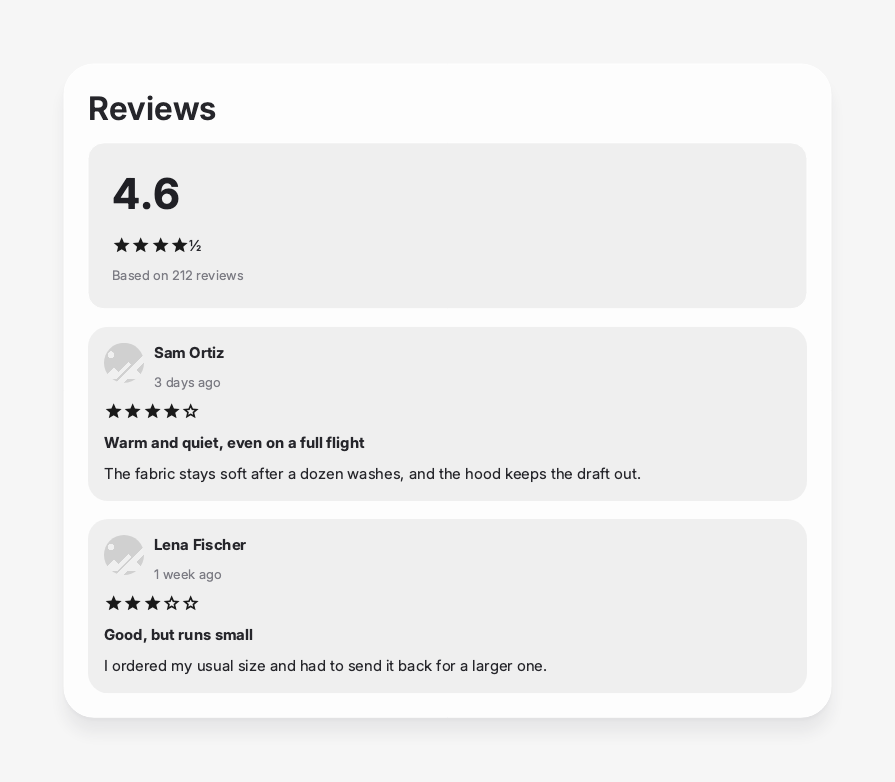 Reviews
4.6
★★★★½
Based on 212 reviews
Sam Ortiz
3 days ago
★★★★☆
Warm and quiet, even on a full flight
The fabric stays soft after a dozen washes, and the hood keeps the draft out.
Lena Fischer
1 week ago
★★★☆☆
Good, but runs small
I ordered my usual size and had to send it back for a larger one.